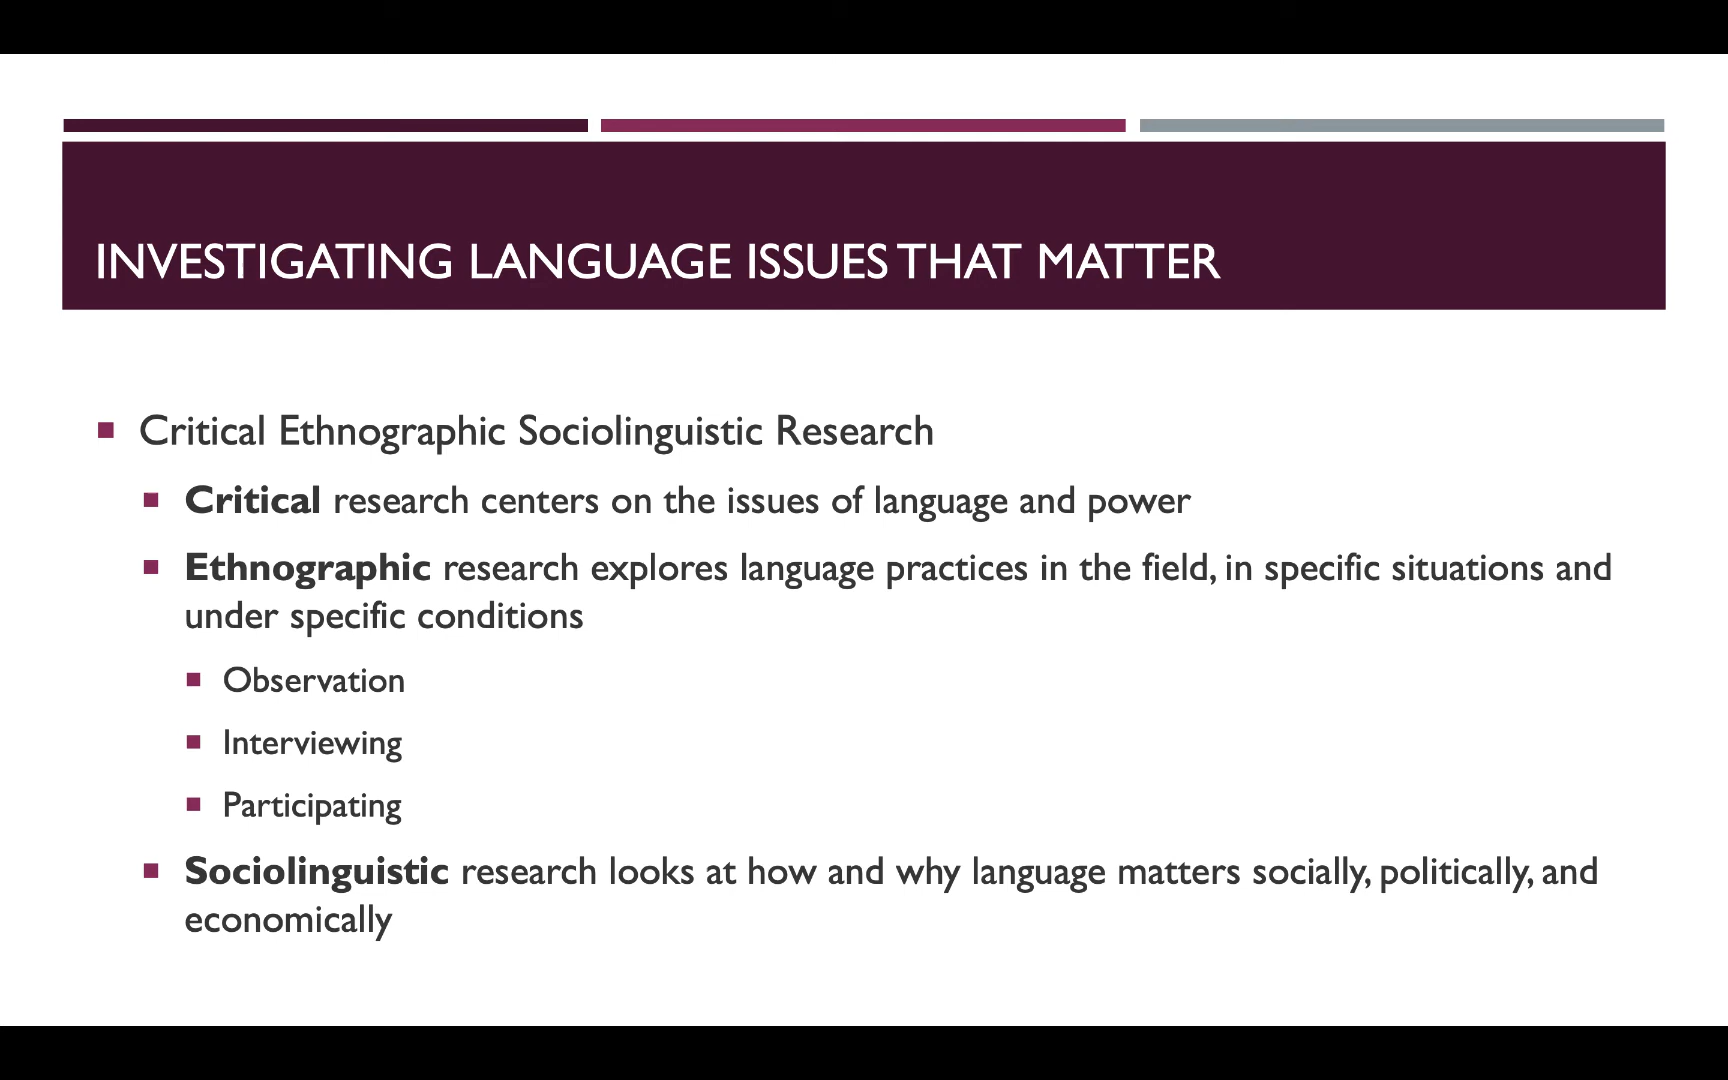 INVESTIGATING LANGUAGE ISSUES THAT MATTER
Critical Ethnographic Sociolinguistic Research
Critical research centers on the issues of language and power
Ethnographic research explores language practices in the field, in specific situations and
under specific conditions
Observation
Interviewing
Participating
Sociolinguistic research looks at how and why language matters socially, politically, and
economically